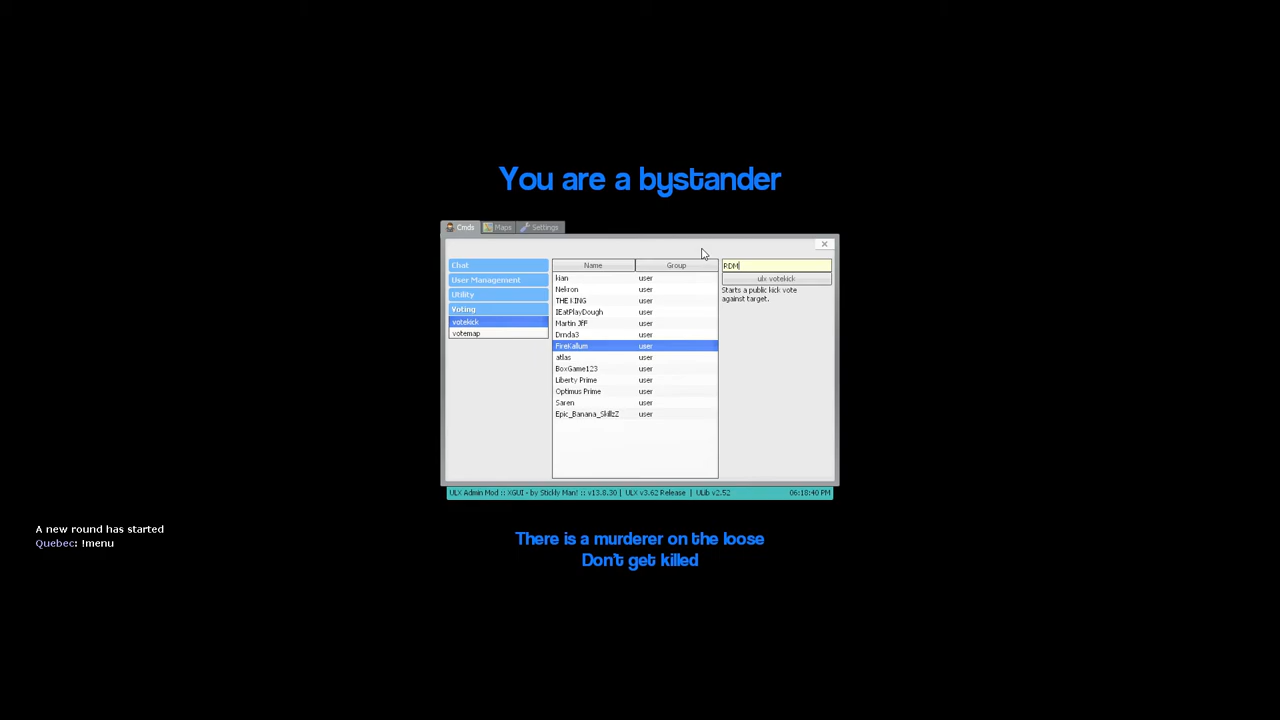 You are a bystander
Cmds Maps Settings
Chat
User Management
Utility
Voting
votekick
votemap
Name Group
kian user
Nekron user
THE KING user
IEatPlayDough user
Martin Jff user
Drnda3 user
FireKallum user
atlas user
BoxGame123 user
Liberty Prime user
Optimus Prime user
Saren user
Epic_Banana_SkillzZ user
RDM
ulx votekick
Starts a public kick vote
against target.
ULX Admin Mod :: XGUI - by Stickly Man! :: v13.8.30 | ULX v3.62 Release | ULib v2.52 06:18:40 PM
A new round has started
Quebec: !menu
There is a murderer on the loose
Don't get killed